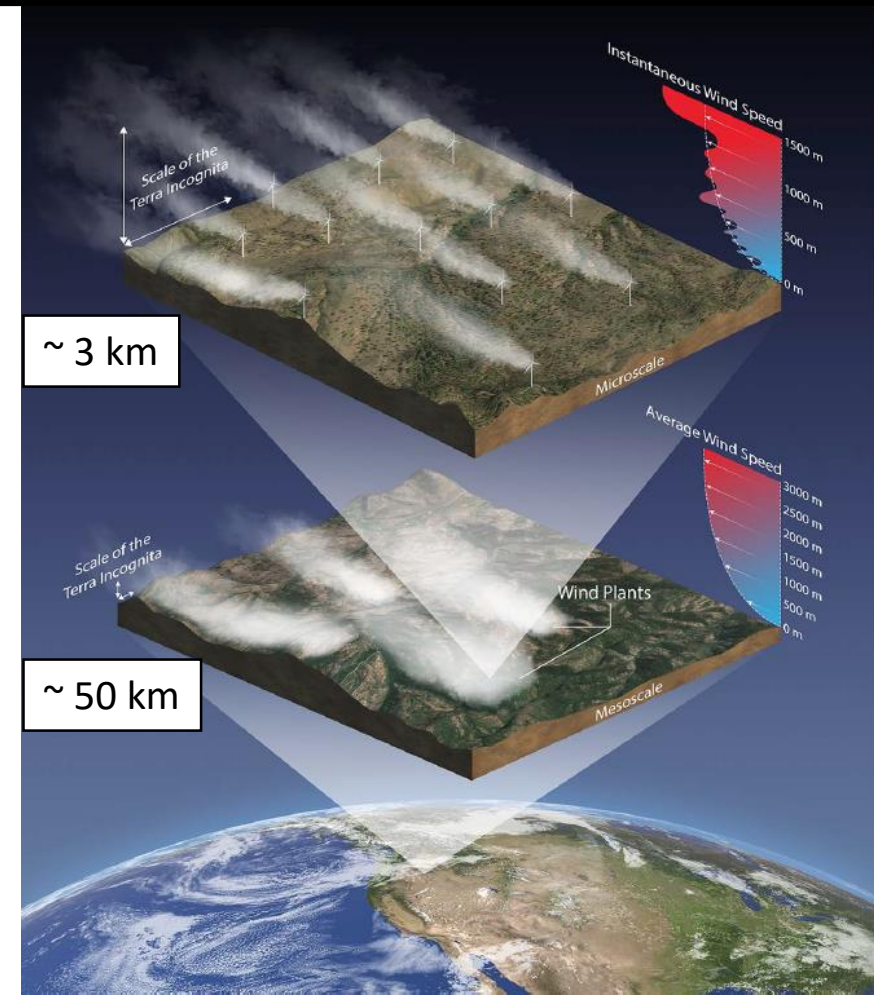 Instantaneous Wind Speed
1500 m
1000 m
500 m
0 m
Scale of the
Terra Incognita
~ 3 km
Microscale
Average Wind Speed
3000 m
2500 m
2000 m
1500 m
1000 m
500 m
0 m
Scale of the
Terra Incognita
Wind Plants
~ 50 km
Mesoscale